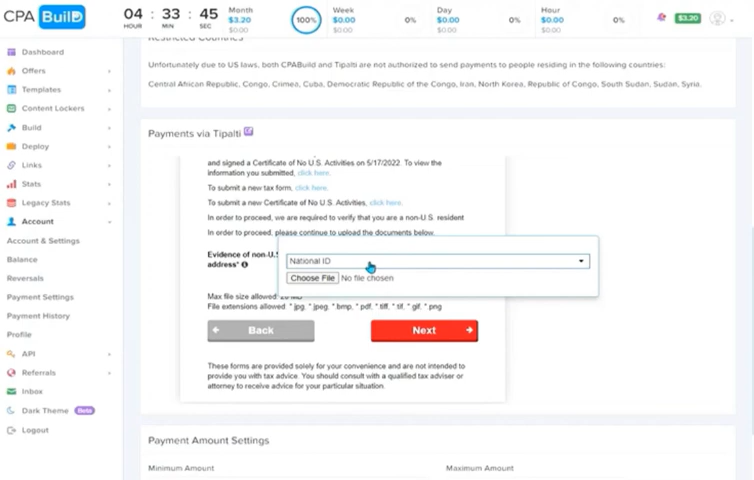 CPA BuilD
04 : 33 : 45
HOUR MIN SEC
Month
$3.20
$0.00
100%
Week
$0.00
$0.00
0%
Day
$0.00
$0.00
0%
Hour
$0.00
$0.00
0%
$3.20
Dashboard
Offers
Templates
Content Lockers
Build
Deploy
Links
Stats
Legacy Stats
Account
Account & Settings
Balance
Reversals
Payment Settings
Payment History
Profile
API
Referrals
Inbox
Dark Theme Beta
Logout
Restricted Countries
Unfortunately due to US laws, both CPABuild and Tipalti are not authorized to send payments to people residing in the following countries:
Central African Republic, Congo, Crimea, Cuba, Democratic Republic of the Congo, Iran, North Korea, Republic of Congo, South Sudan, Sudan, Syria.
Payments via Tipalti
and signed a Certificate of No U.S. Activities on 5/17/2022. To view the
information you submitted, click here.
To submit a new tax form, click here.
To submit a new Certificate of No U.S. Activities, click here.
In order to proceed, we are required to verify that you are a non-U.S. resident
In order to proceed, please continue to upload the documents below.
Evidence of non-U.S
address*
National ID
Choose File No file chosen
Max file size allowed: 20 MB
File extensions allowed: *.jpg, *.jpeg, *.bmp, *.pdf, *.tiff, *.tif, *.gif, *.png
Back
Next
These forms are provided solely for your convenience and are not intended to
provide you with tax advice. You should consult with a qualified tax adviser or
attorney to receive advice for your particular situation.
Payment Amount Settings
Minimum Amount
Maximum Amount